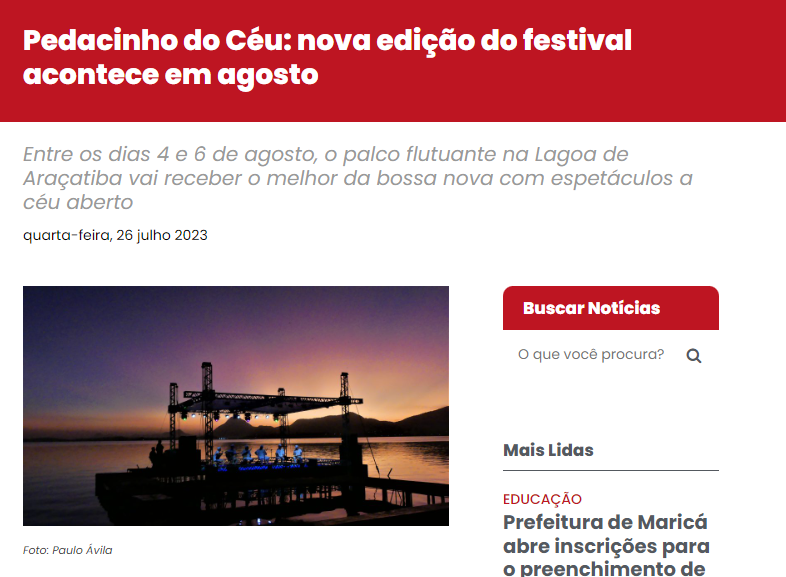 Pedacinho do Céu: nova edição do festival
acontece em agosto
Entre os dias 4 e 6 de agosto, o palco flutuante na Lagoa de
Araçatiba vai receber o melhor da bossa nova com espetáculos a
céu aberto
quarta-feira, 26 julho 2023
Foto: Paulo Ávila
Buscar Notícias
O que você procura?
Mais Lidas
EDUCAÇÃO
Prefeitura de Maricá
abre inscrições para
o preenchimento de